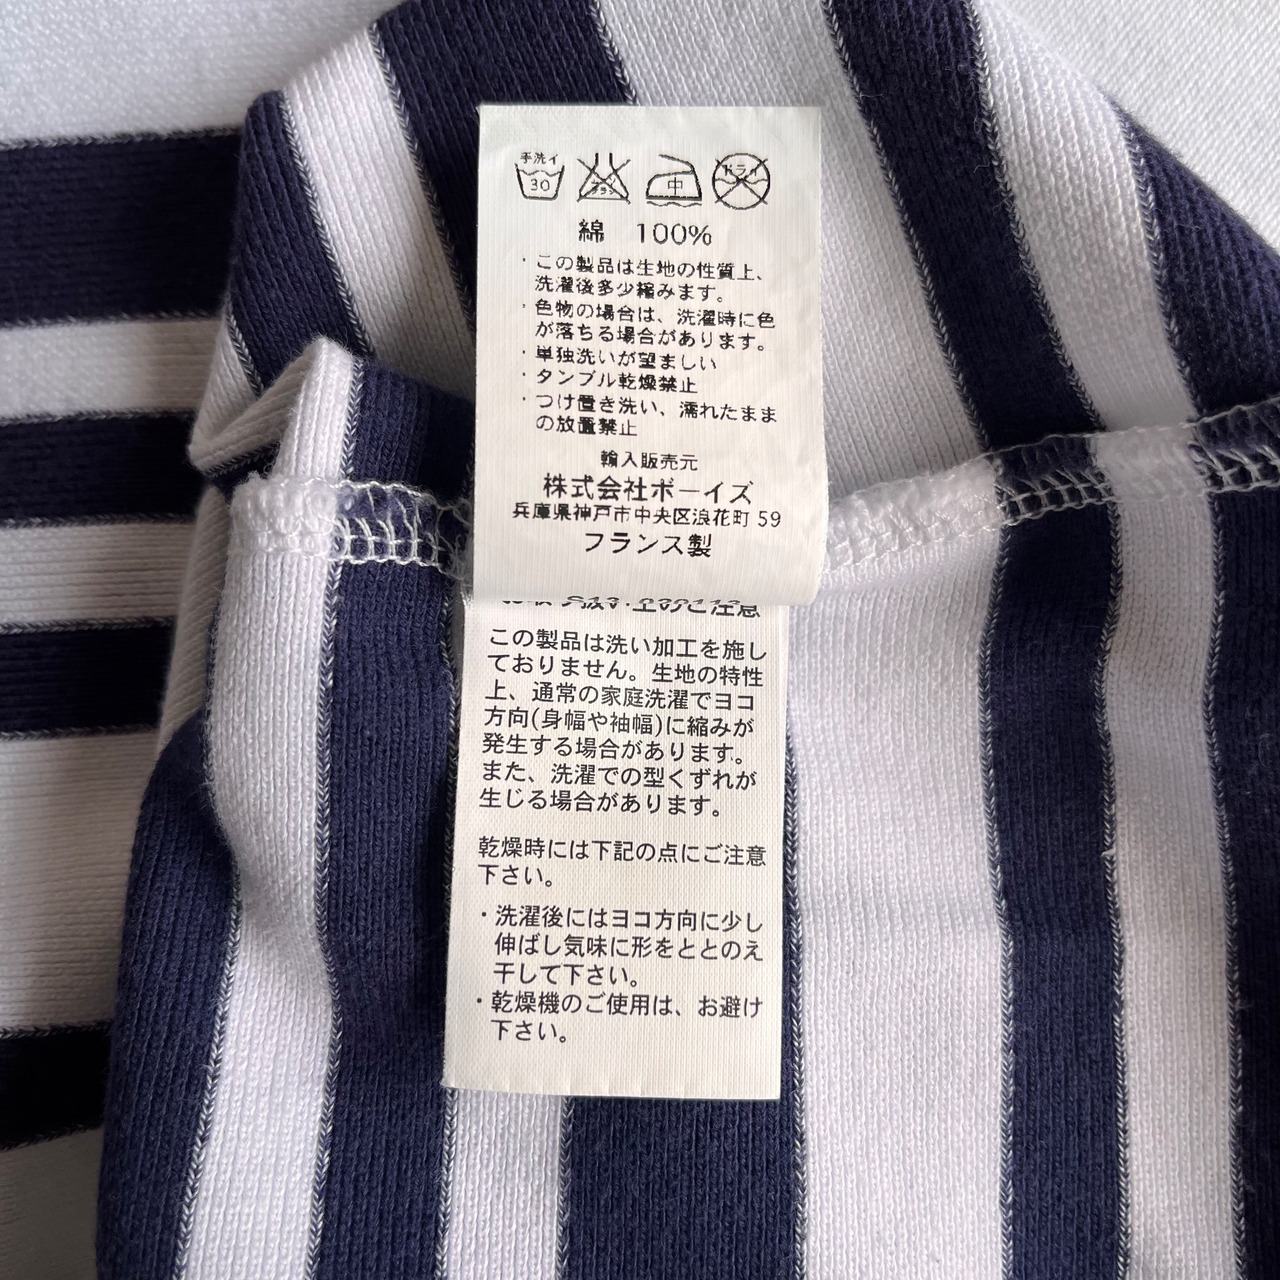 手洗イ
30
中
ドライ
綿 100%
・この製品は生地の性質上、
洗濯後多少縮みます。
・色物の場合は、洗濯時に色
が落ちる場合があります。
・単独洗いが望ましい
・タンブル乾燥禁止
・つけ置き洗い、濡れたまま
の放置禁止
輸入販売元
株式会社ボーイズ
兵庫県神戸市中央区浪花町 59
フランス製
この製品は洗い加工を施し
ておりません。生地の特性
上、通常の家庭洗濯でヨコ
方向(身幅や袖幅)に縮みが
発生する場合があります。
また、洗濯での型くずれが
生じる場合があります。
乾燥時には下記の点にご注意
下さい。
・洗濯後にはヨコ方向に少し
伸ばし気味に形をととのえ
干して下さい。
・乾燥機のご使用は、お避け
下さい。